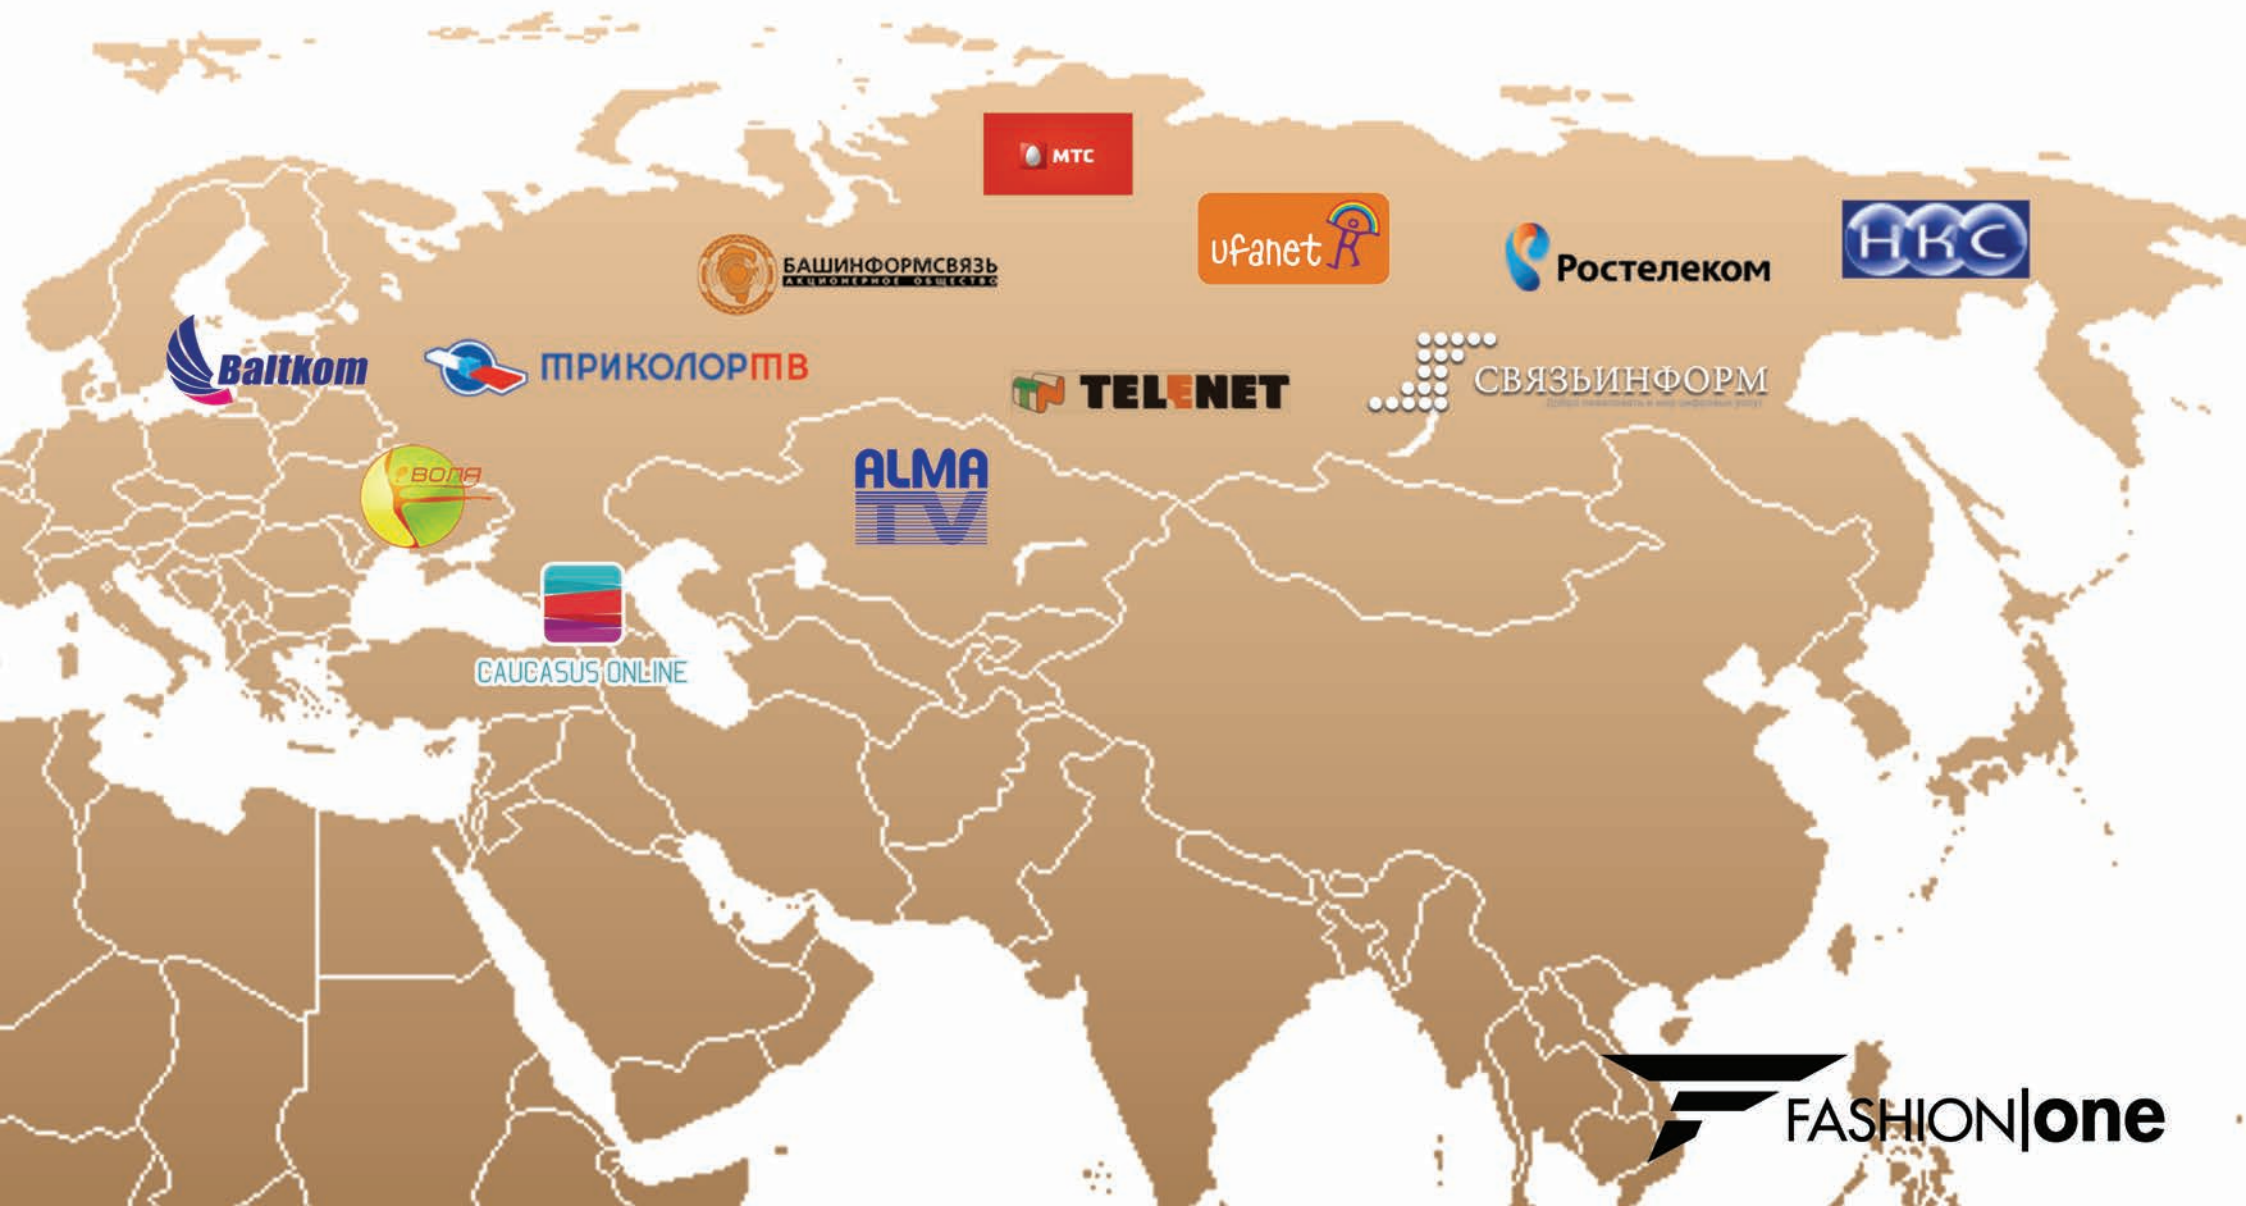 МТС
ufanet
НКС
БАШИНФОРМСВЯЗЬ
АКЦИОНЕРНОЕ ОБЩЕСТВО
Ростелеком
Baltkom
ТРИКОЛОРТВ
TELENET
СВЯЗЬИНФОРМ
ВОЛЯ
ALMA
TV
CAUCASUS ONLINE
FASHION|one